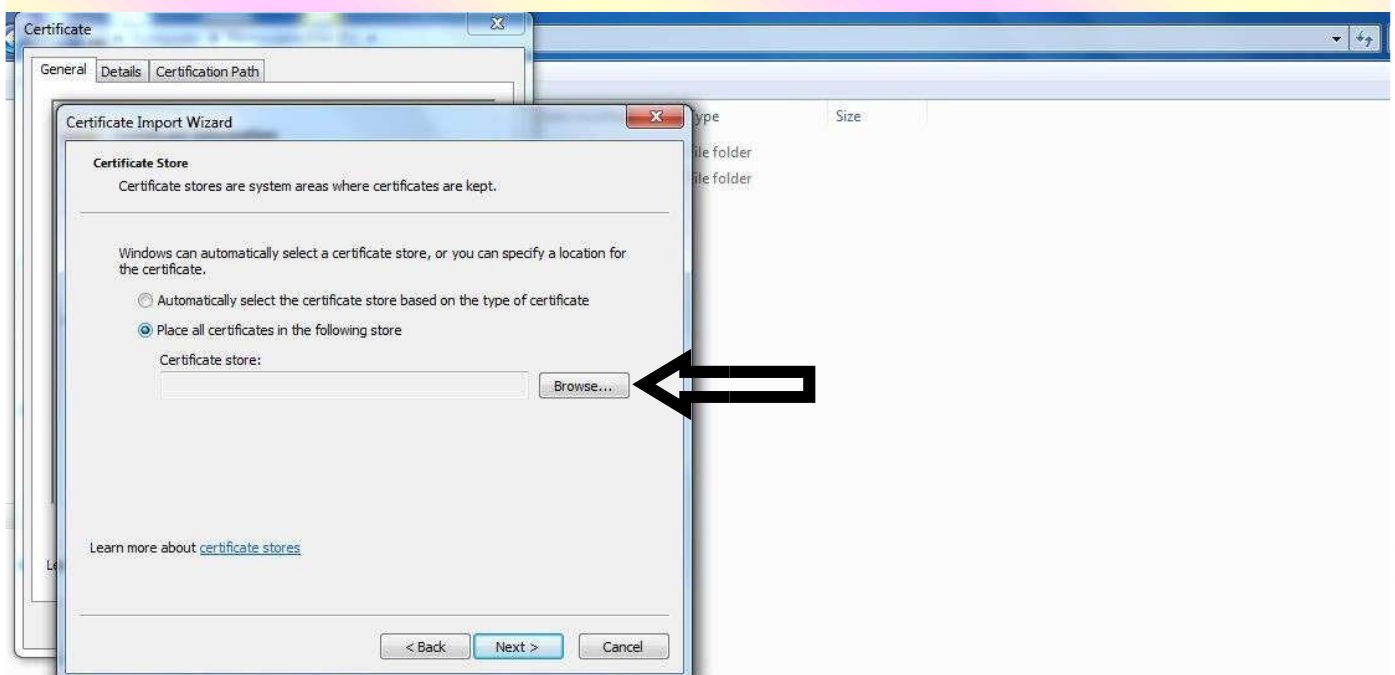 Certificate
General Details Certification Path
Certificate Import Wizard
ype Size
Certificate Store
ile folder
Certificate stores are system areas where certificates are kept.
ile folder
Windows can automatically select a certificate store, or you can specify a location for
the certificate.
Automatically select the certificate store based on the type of certificate
Place all certificates in the following store
Certificate store:
Browse...
Learn more about certificate stores
Le
< Back Next > Cancel